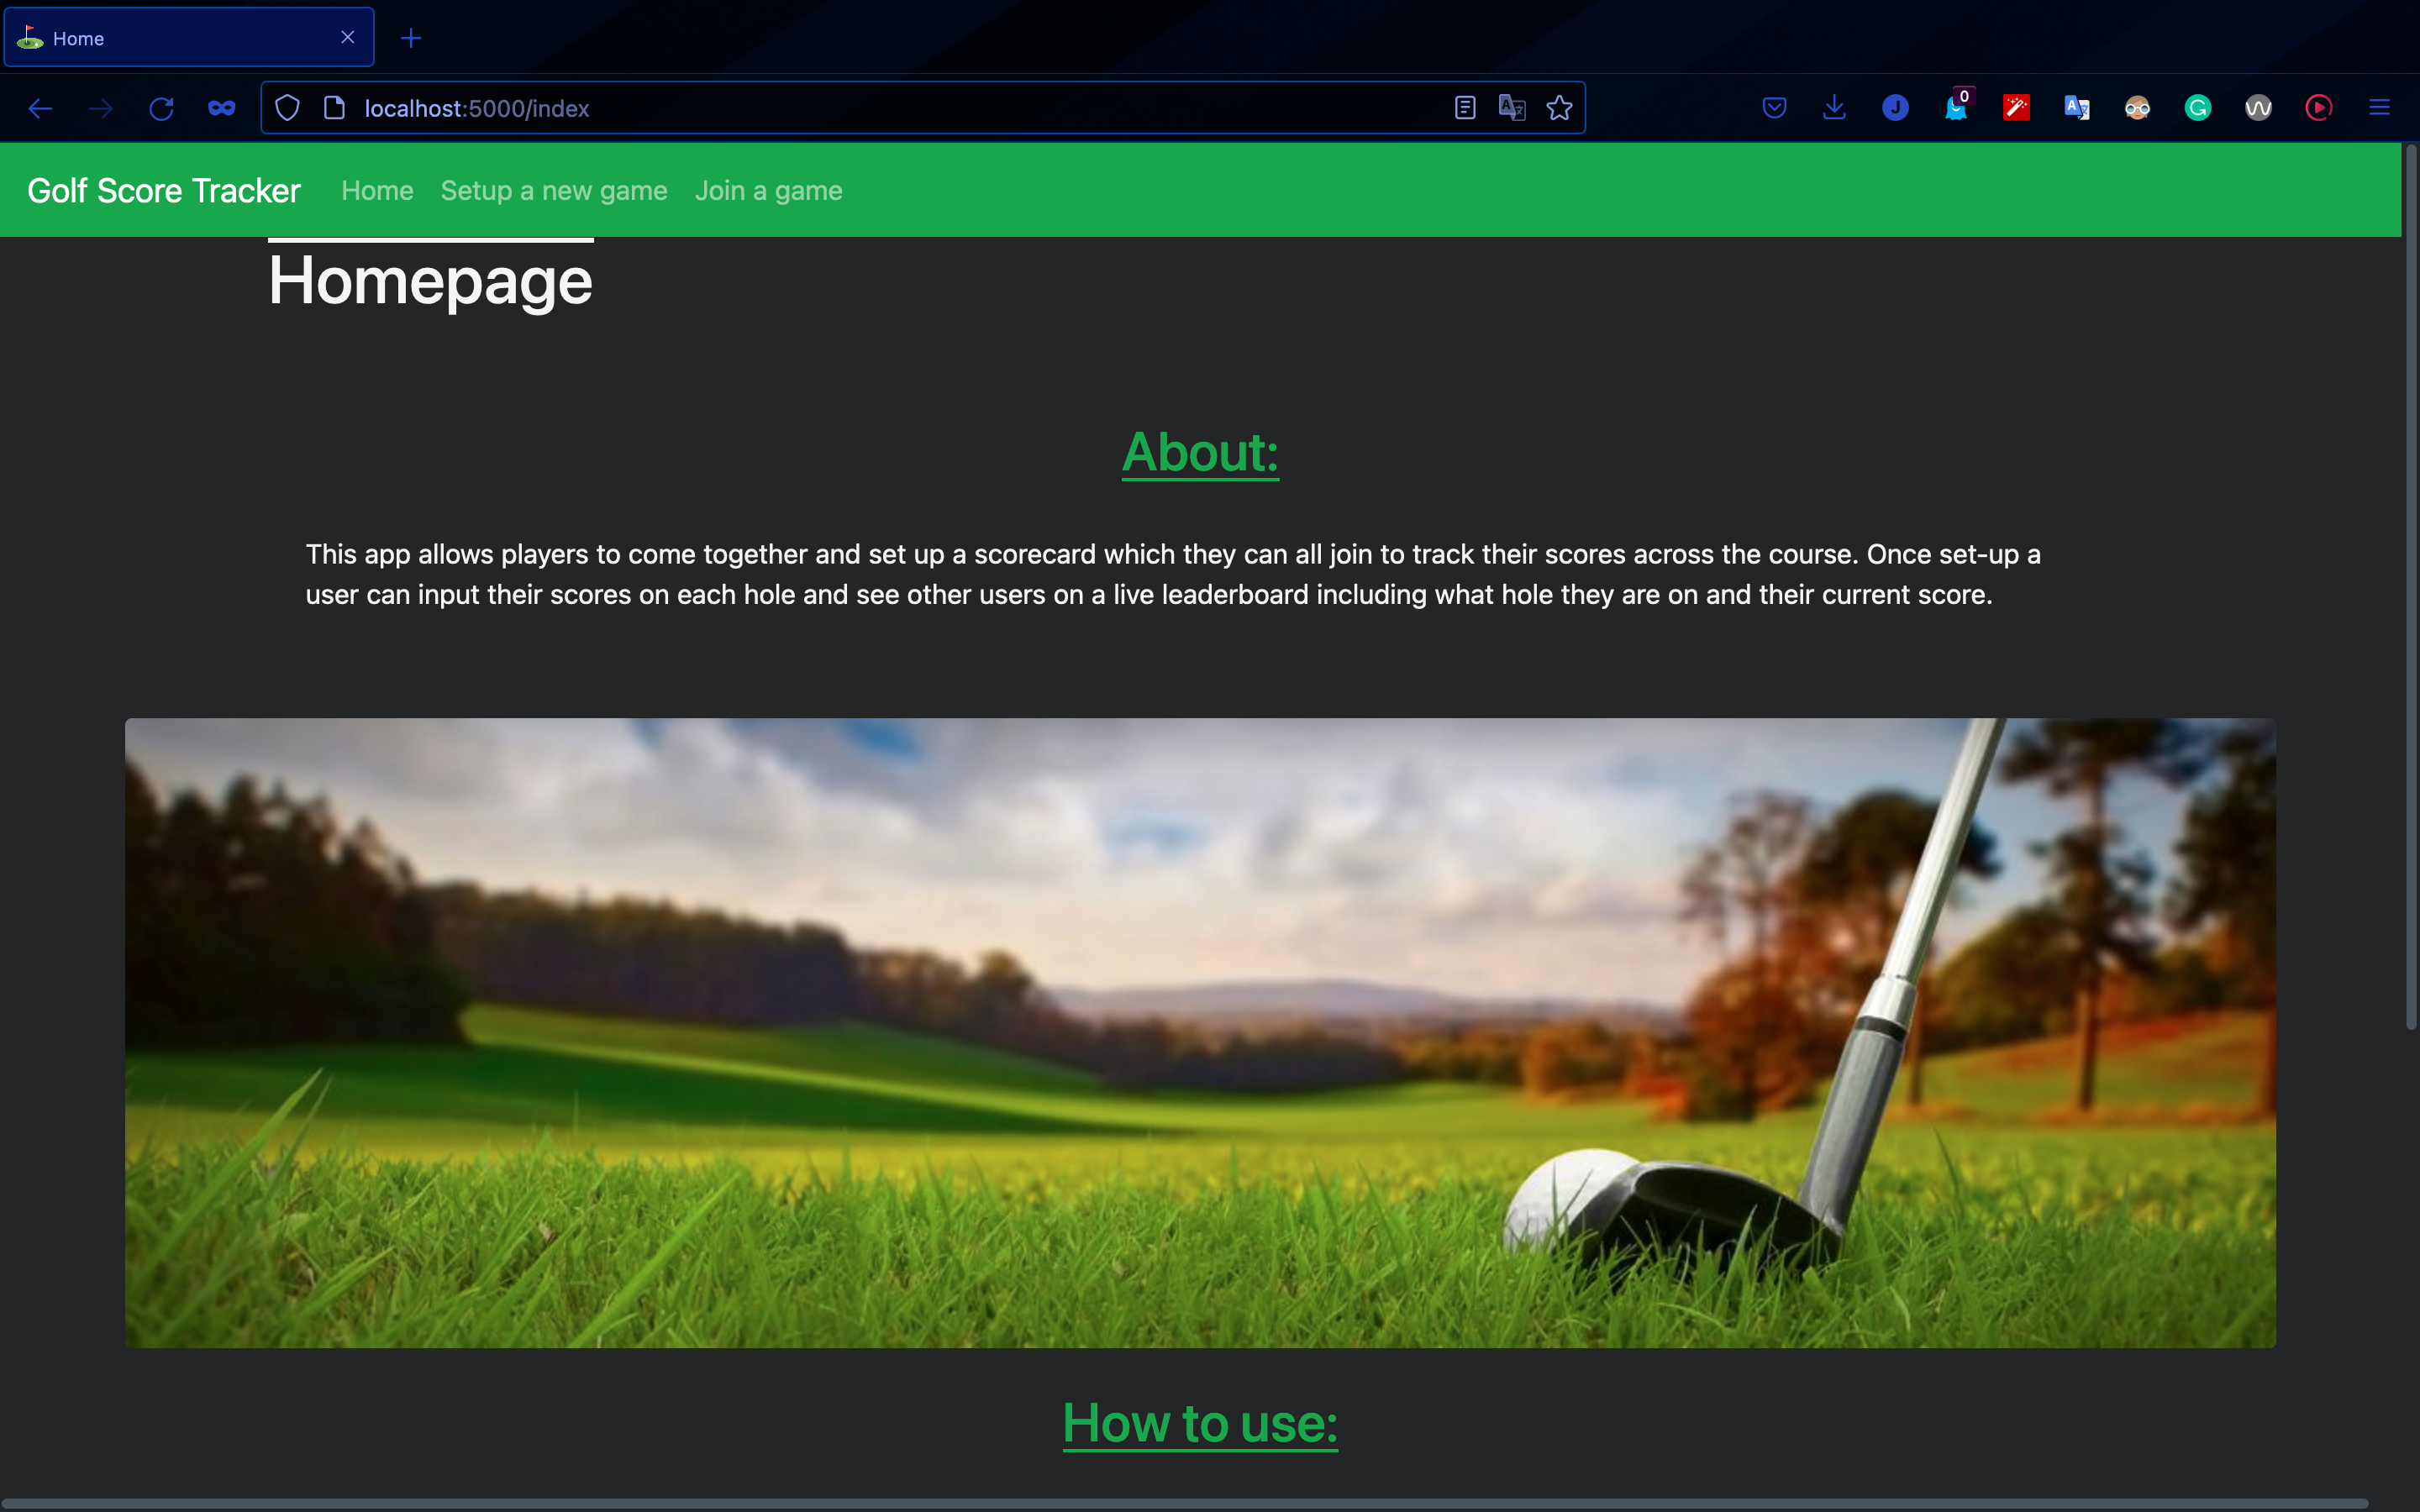 Home
localhost:5000/index
J
0
Golf Score Tracker Home Setup a new game Join a game
Homepage
About:
This app allows players to come together and set up a scorecard which they can all join to track their scores across the course. Once set-up a
user can input their scores on each hole and see other users on a live leaderboard including what hole they are on and their current score.
How to use: